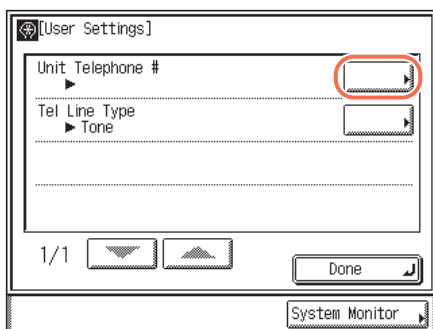 [User Settings]
Unit Telephone #
▶
Tel Line Type
▶ Tone
1/1
Done
System Monitor